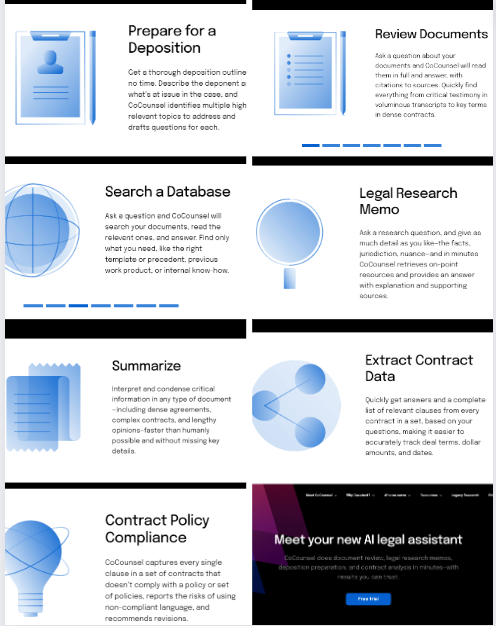 Prepare for a
Deposition
Get a thorough deposition outline
no time. Describe the deponent a
what's at issue in the case, and
CoCounsel identifies multiple high
relevant topics to address and
drafts questions for each.
Review Documents
Ask a question about your
documents and CoCounsel will read
them in full and answer, with
citations to sources. Quickly find
everything from critical testimony in
voluminous transcripts to key terms
in dense contracts.
Search a Database
Ask a question and CoCounsel will
search your documents, read the
relevant ones, and answer. Find only
what you need, like the right
template or precedent, previous
work product, or internal know-how.
Legal Research
Memo
Ask a research question, and give as
much detail as you like—the facts,
jurisdiction, nuance—and in minutes
CoCounsel retrieves on-point
resources and provides an answer
with explanation and supporting
sources.
Summarize
Interpret and condense critical
information in any type of document
—including dense agreements,
complex contracts, and lengthy
opinions—faster than humanly
possible and without missing key
details.
Extract Contract
Data
Quickly get answers and a complete
list of relevant clauses from every
contract in a set, based on your
questions, making it easier to
accurately track deal terms, dollar
amounts, and dates.
Contract Policy
Compliance
CoCounsel captures every single
clause in a set of contracts that
doesn't comply with a policy or set
of policies, reports the risks of using
non-compliant language, and
recommends revisions.
Meet CoCounsel
Meet your new AI legal assistant
CoCounsel does document review, legal research memos,
deposition preparation, and contract analysis in minutes—with
results you can trust.
Free trial